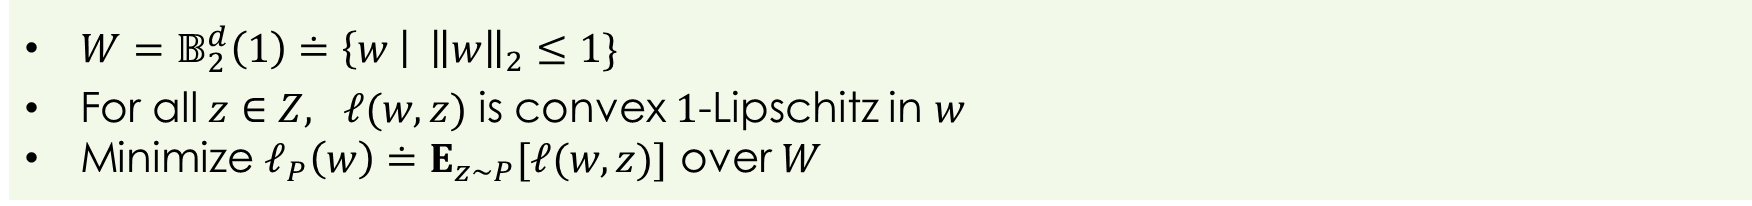 • W = 𝔹₂ᵈ(1) ≐ {w | ‖w‖₂ ≤ 1}
• For all z ∈ Z, ℓ(w, z) is convex 1-Lipschitz in w
• Minimize ℓ_P(w) ≐ 𝐄_{z~P}[ℓ(w, z)] over W